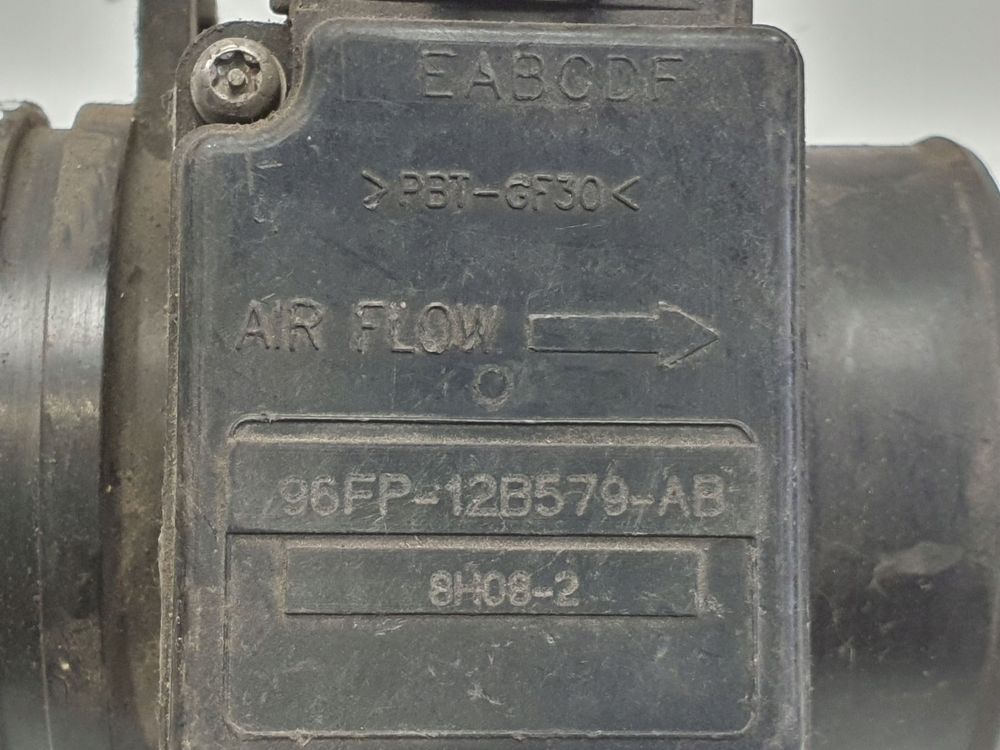 EABCDF
>PBT-GF30<
AIR FLOW
96FP-12B579-AB
8H08-2